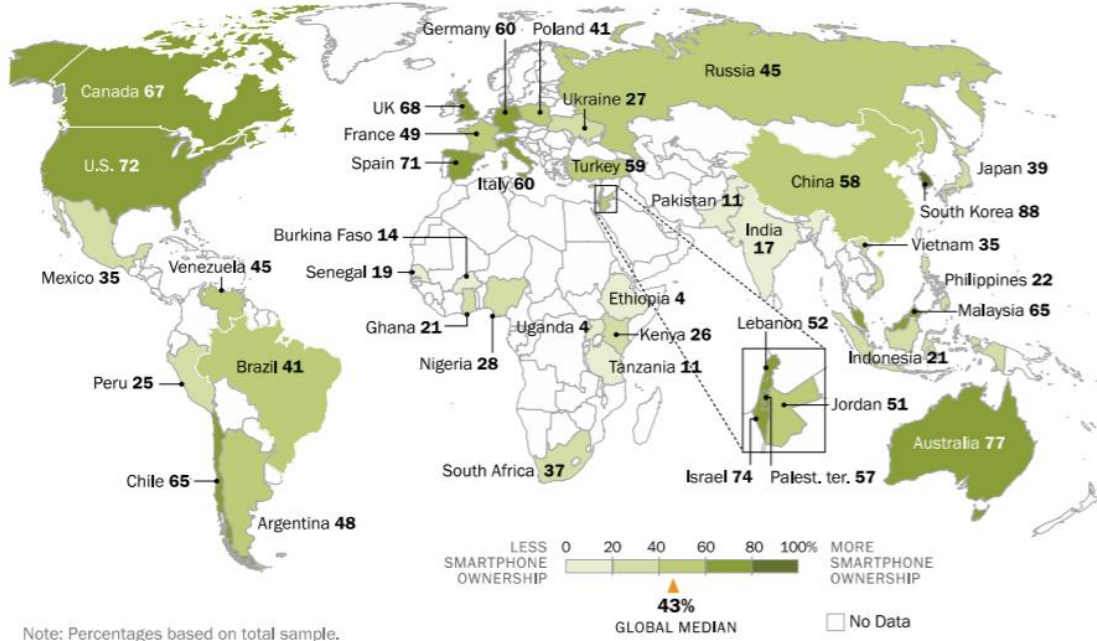 Germany 60
Poland 41
Russia 45
Canada 67
UK 68
Ukraine 27
France 49
U.S. 72
Spain 71
Turkey 59
Japan 39
Italy 60
China 58
Pakistan 11
South Korea 88
India
17
Burkina Faso 14
Vietnam 35
Venezuela 45
Mexico 35
Senegal 19
Philippines 22
Ethiopia 4
Malaysia 65
Ghana 21
Uganda 4
Kenya 26
Lebanon 52
Nigeria 28
Tanzania 11
Indonesia 21
Brazil 41
Peru 25
Jordan 51
Australia 77
South Africa 37
Israel 74
Palest. ter. 57
Chile 65
Argentina 48
LESS
SMARTPHONE
OWNERSHIP
0 20 40 60 80 100%
MORE
SMARTPHONE
OWNERSHIP
43%
GLOBAL MEDIAN
No Data
Note: Percentages based on total sample.